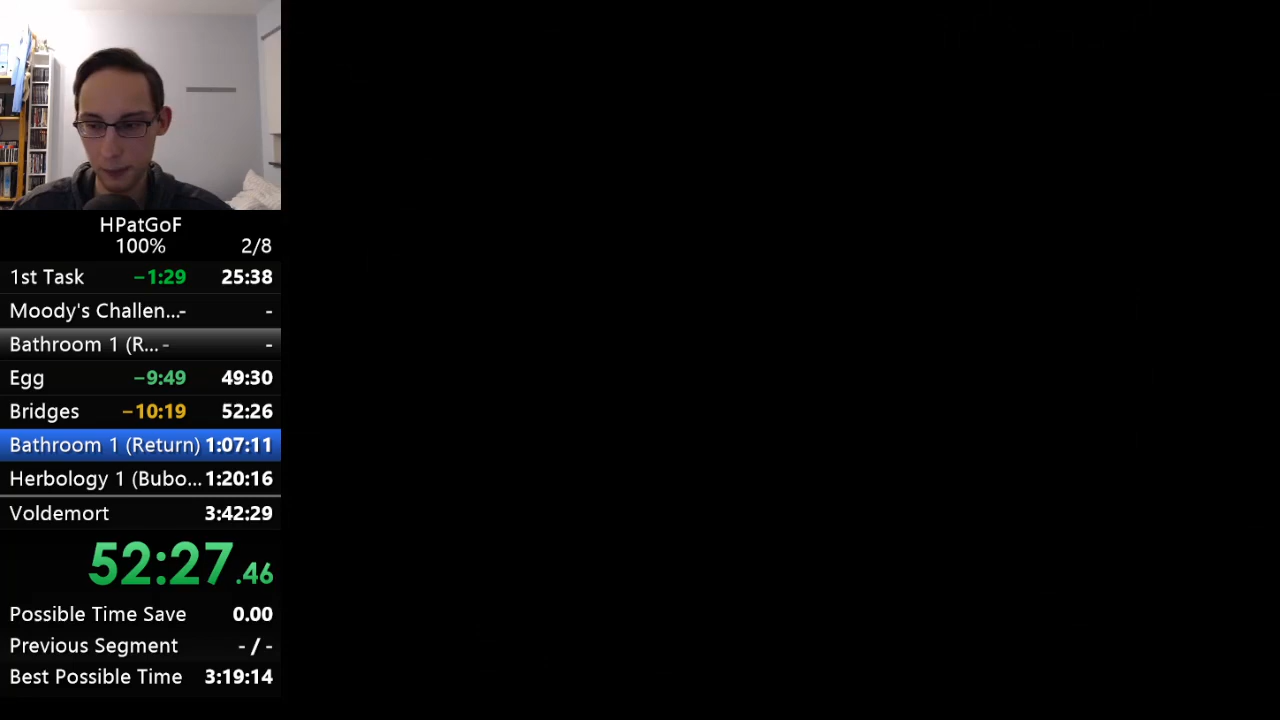 HPatGoF
100% 2/8
1st Task −1:29 25:38
Moody's Challen...- -
Bathroom 1 (R... - -
Egg −9:49 49:30
Bridges −10:19 52:26
Bathroom 1 (Return) 1:07:11
Herbology 1 (Bubo... 1:20:16
Voldemort 3:42:29
52:27.46
Possible Time Save 0.00
Previous Segment - / -
Best Possible Time 3:19:14